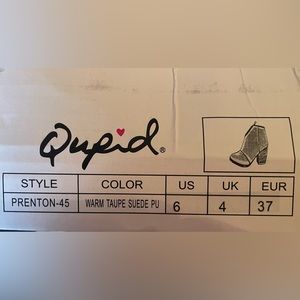 Qupid®
STYLE COLOR US UK EUR
PRENTON-45 WARM TAUPE SUEDE PU 6 4 37